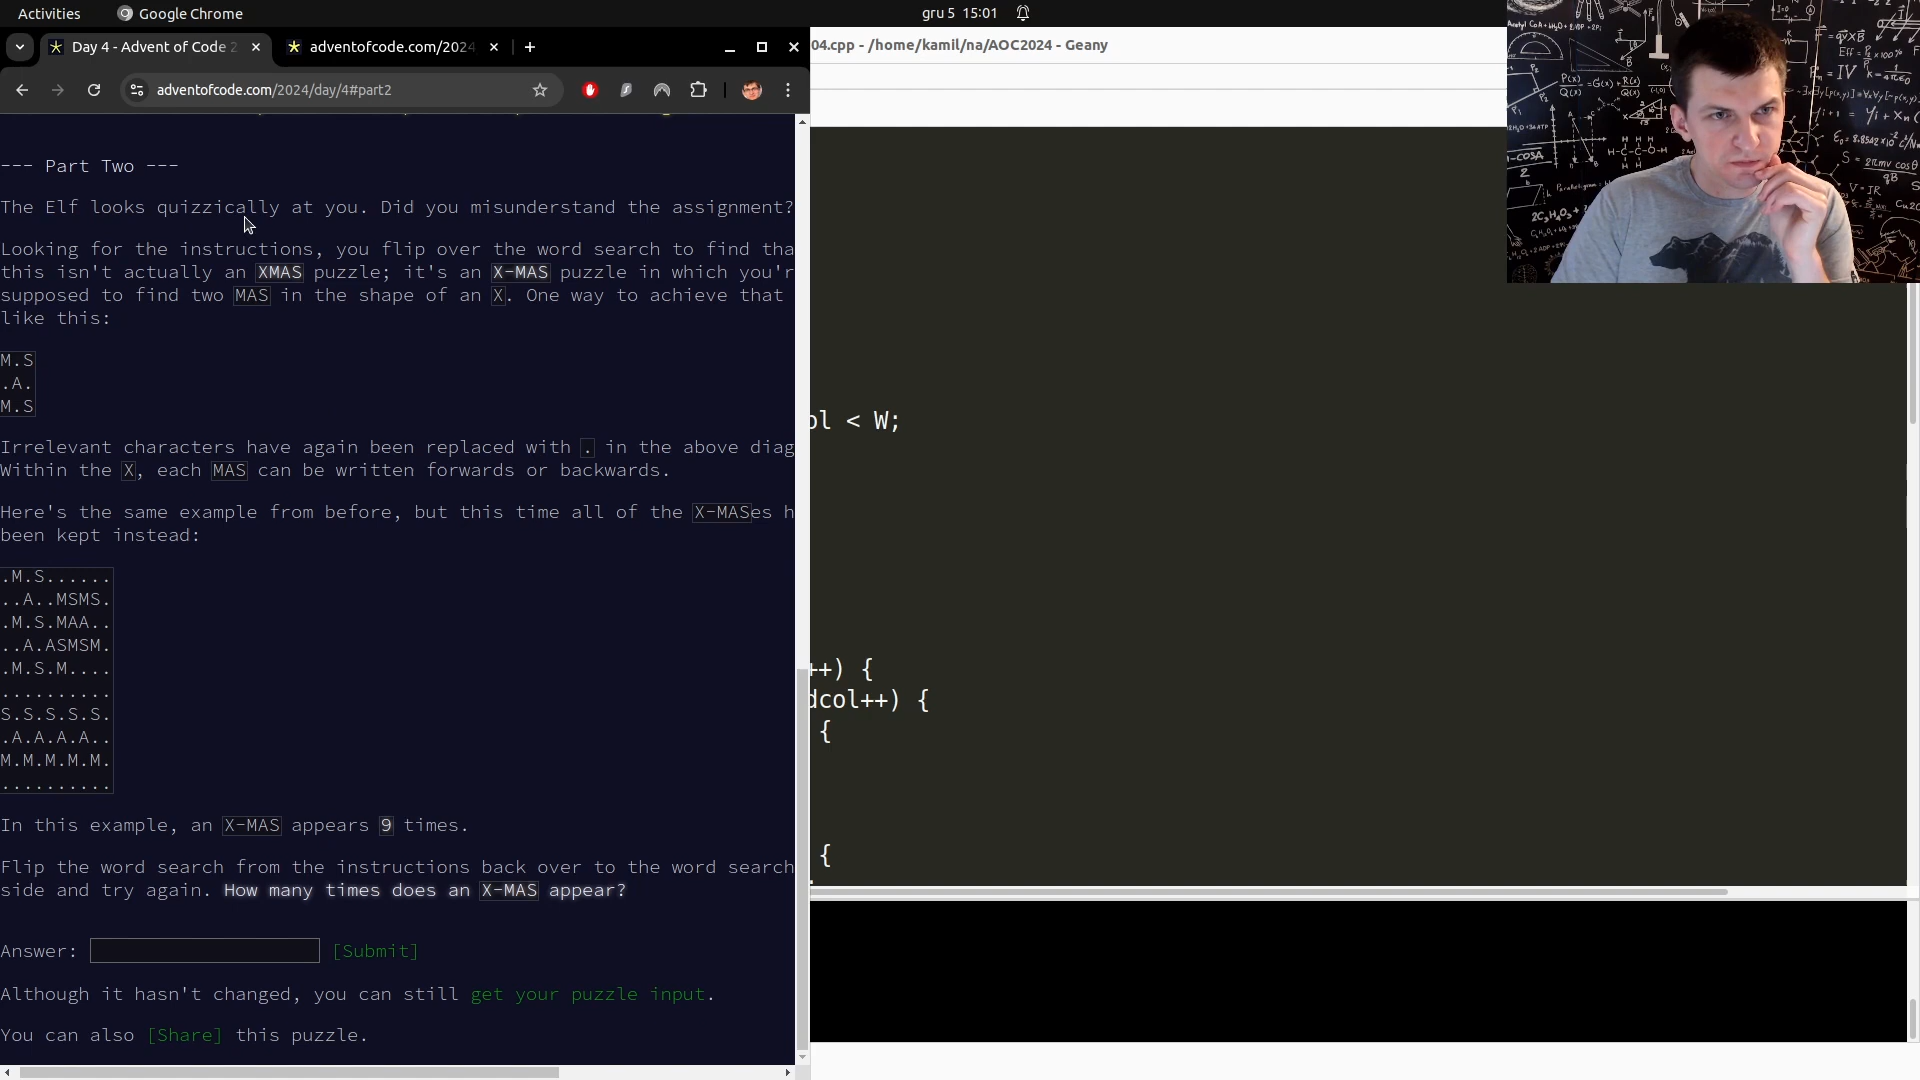 Activities
Google Chrome
gru 5 15:01
Day 4 - Advent of Code 2
adventofcode.com/2024
04.cpp - /home/kamil/na/AOC2024 - Geany
adventofcode.com/2024/day/4#part2
--- Part Two ---
The Elf looks quizzically at you. Did you misunderstand the assignment?
Looking for the instructions, you flip over the word search to find tha
this isn't actually an XMAS puzzle; it's an X-MAS puzzle in which you'r
supposed to find two MAS in the shape of an X. One way to achieve that
like this:
M.S
.A.
M.S
Irrelevant characters have again been replaced with . in the above diag
Within the X, each MAS can be written forwards or backwards.
Here's the same example from before, but this time all of the X-MASes h
been kept instead:
.M.S......
..A..MSMS.
.M.S.MAA..
..A.ASMSM.
.M.S.M....
..........
S.S.S.S.S.
.A.A.A.A..
M.M.M.M.M.
..........
In this example, an X-MAS appears 9 times.
Flip the word search from the instructions back over to the word search
side and try again. How many times does an X-MAS appear?
Answer: [Submit]
Although it hasn't changed, you can still get your puzzle input.
You can also [Share] this puzzle.
ol < W;
++) {
dcol++) {
{
{